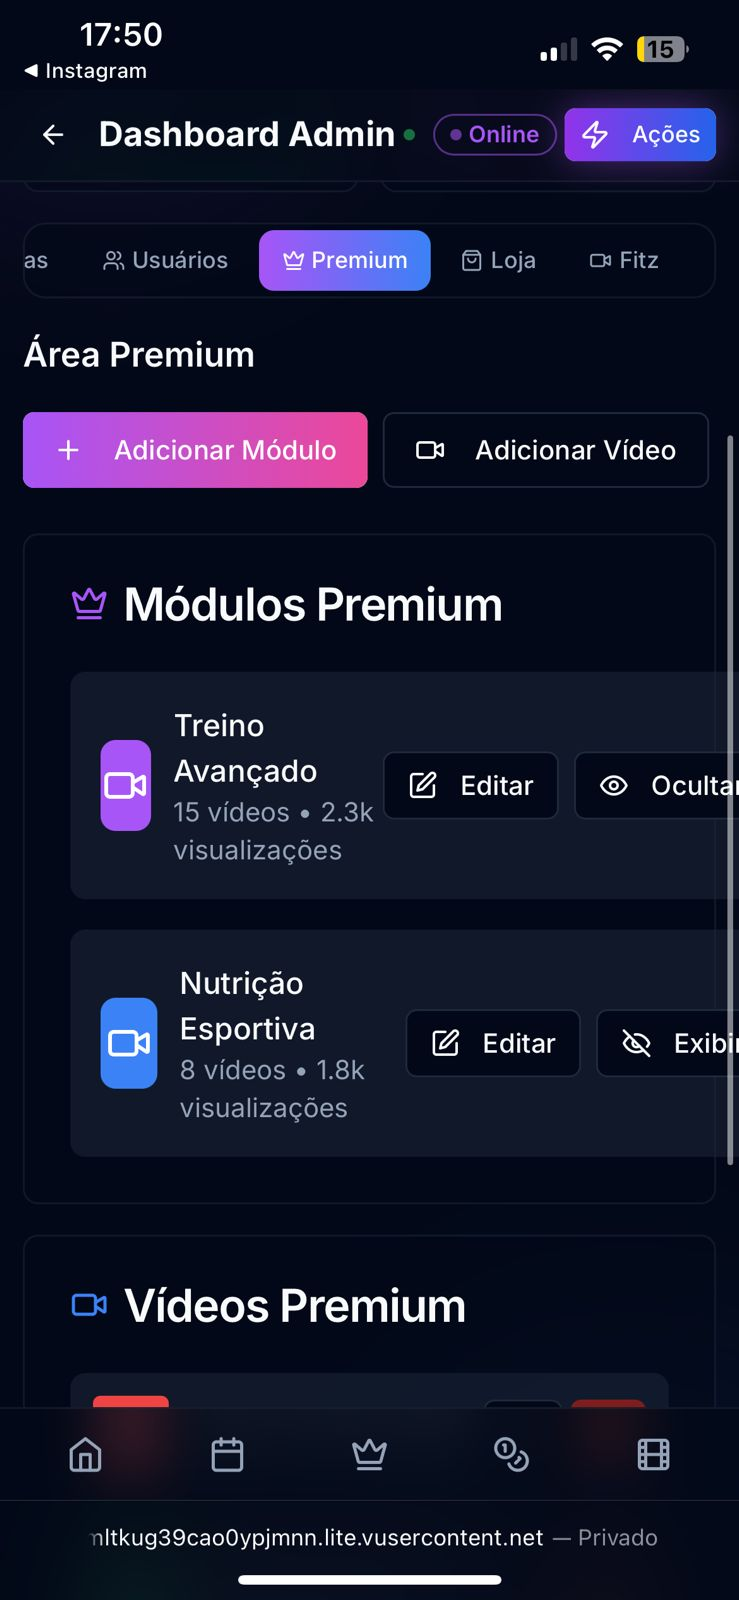 17:50
15
◀ Instagram
Dashboard Admin
Online
Ações
as
Usuários
Premium
Loja
Fitz
Área Premium
Adicionar Módulo
Adicionar Vídeo
Módulos Premium
Treino
Avançado
15 vídeos • 2.3k
visualizações
Editar
Ocultar
Nutrição
Esportiva
8 vídeos • 1.8k
visualizações
Editar
Exibir
Vídeos Premium
mltkug39cao0ypjmnn.lite.vusercontent.net — Privado